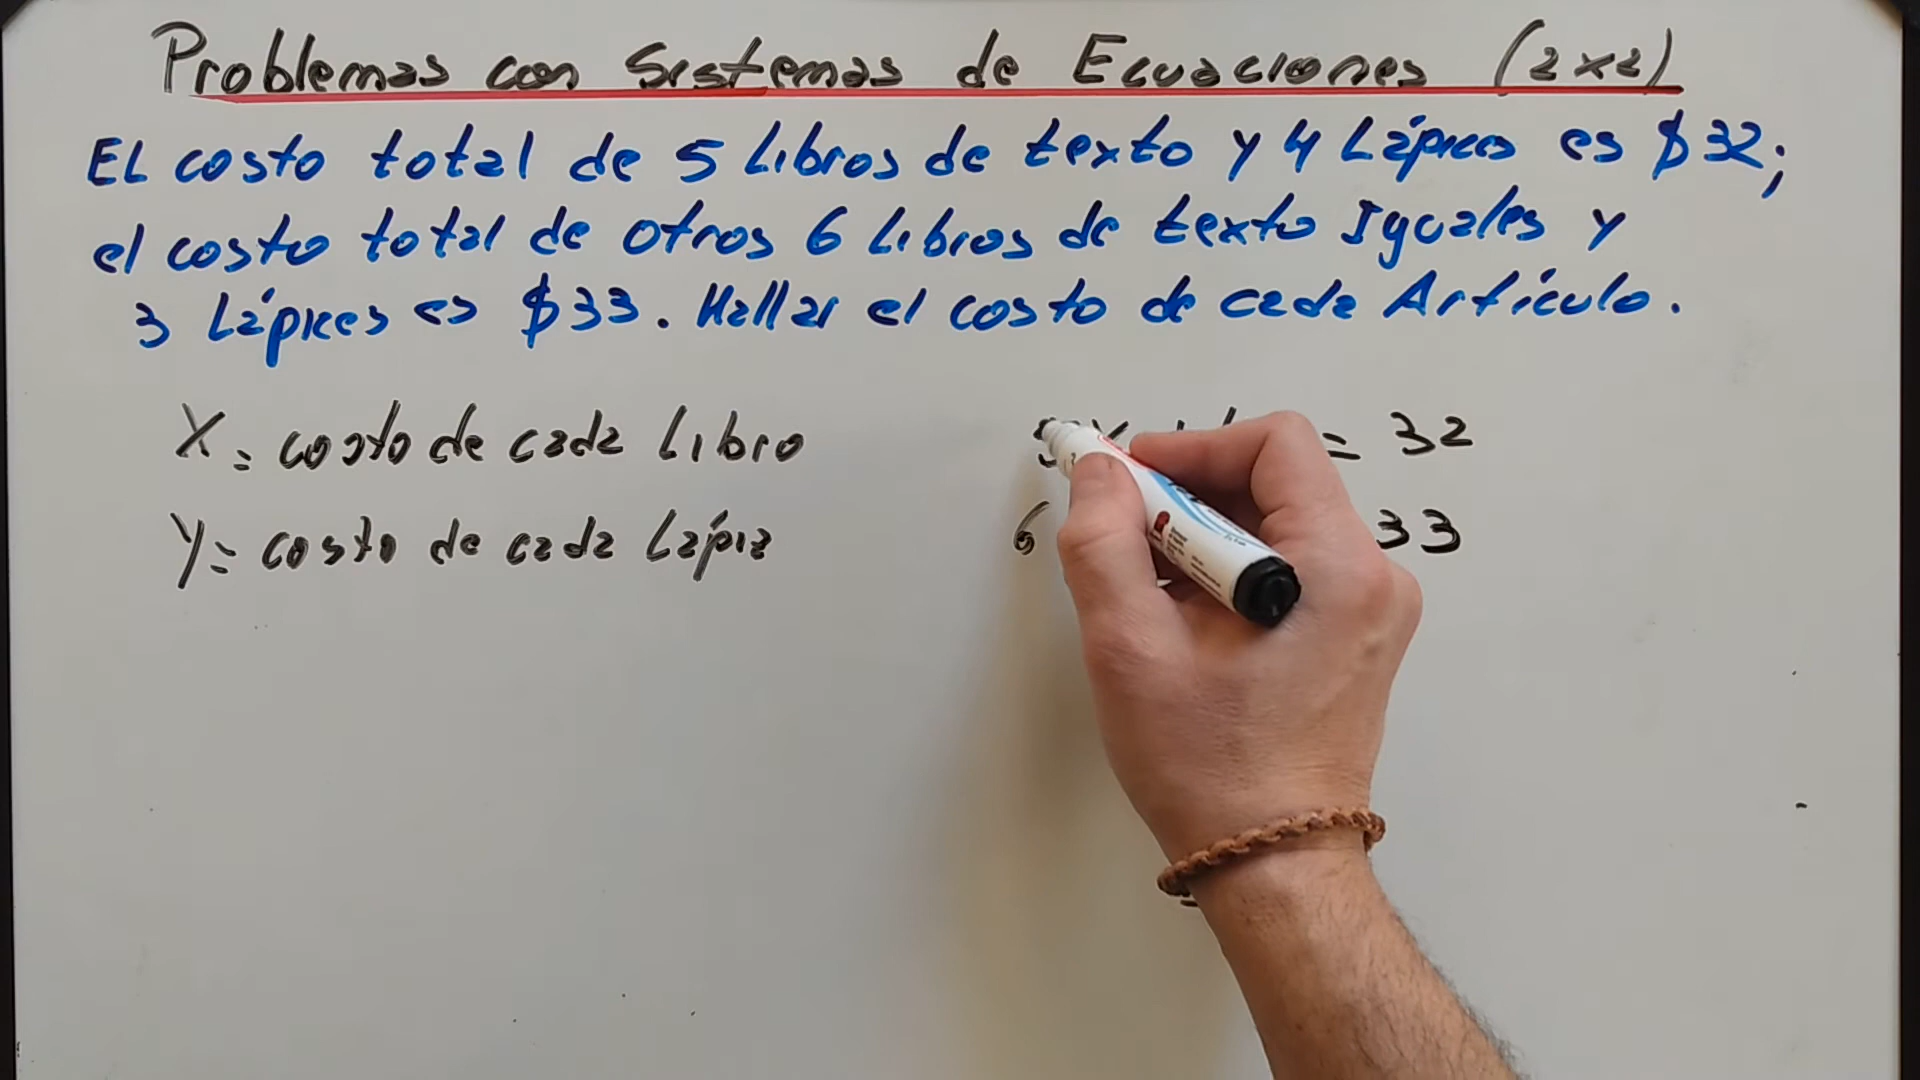 Problemas con Sistemas de Ecuaciones (2x2)
EL costo total de 5 Libros de texto y 4 Lápices es $32;
el costo total de otros 6 Libros de texto Iguales y
3 Lápices es $33. Hallar el costo de cada Artículo.
X = costo de cada Libro
= 32
Y = costo de cada Lápiz
6 33